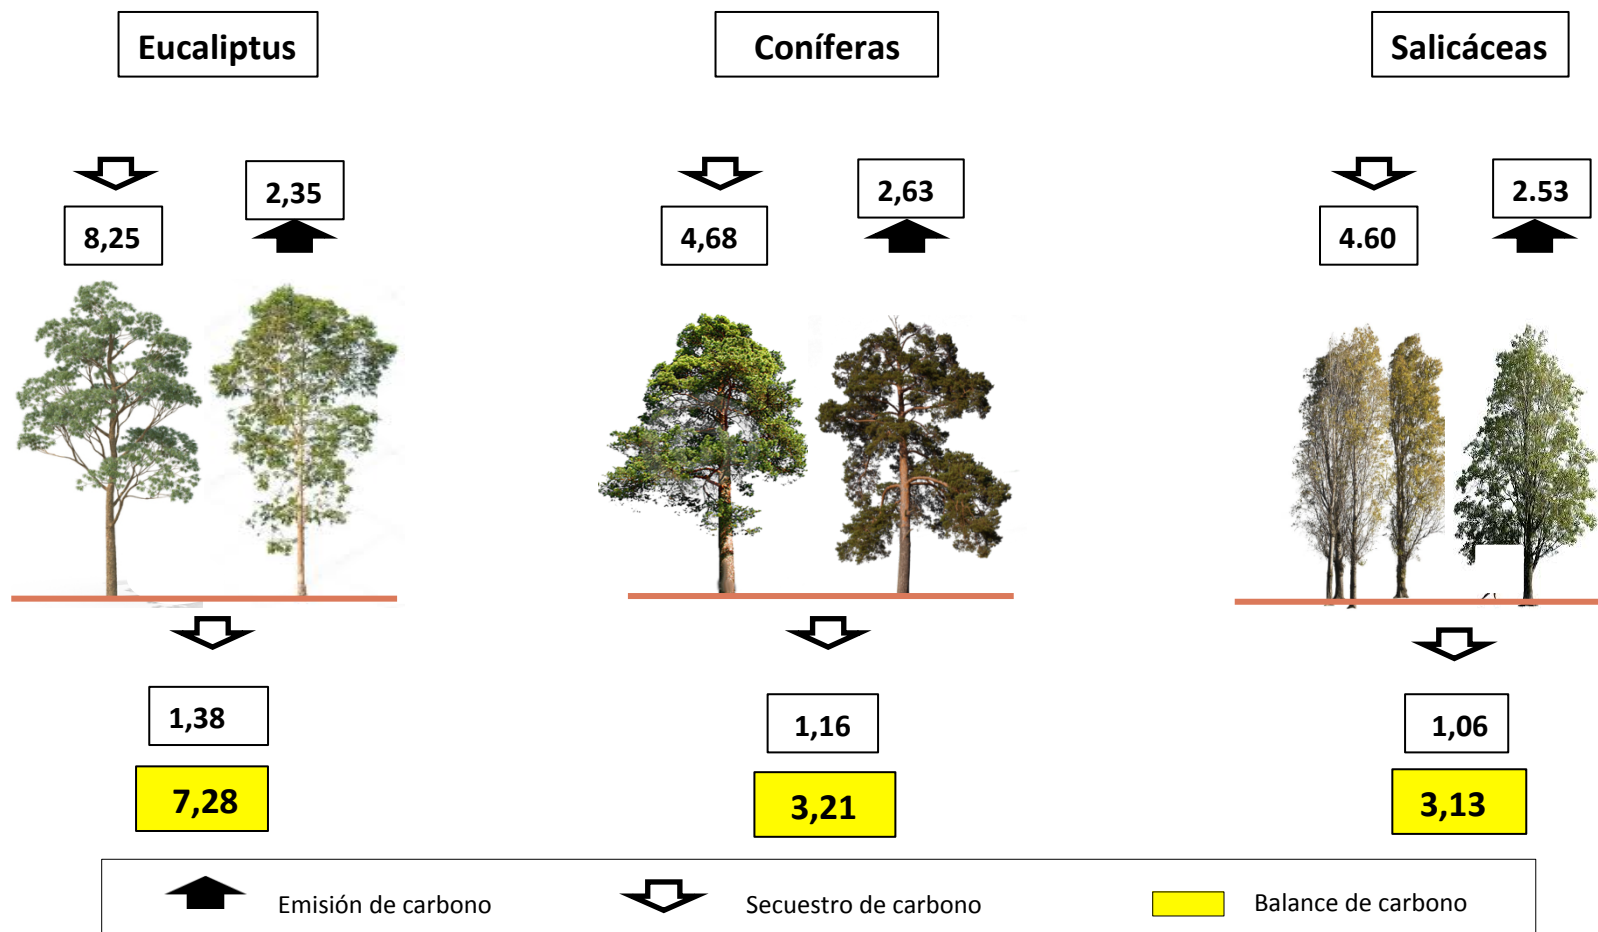 Eucaliptus
Coníferas
Salicáceas
2,35
8,25
2,63
4,68
2.53
4.60
1,38
7,28
1,16
3,21
1,06
3,13
Emisión de carbono
Secuestro de carbono
Balance de carbono